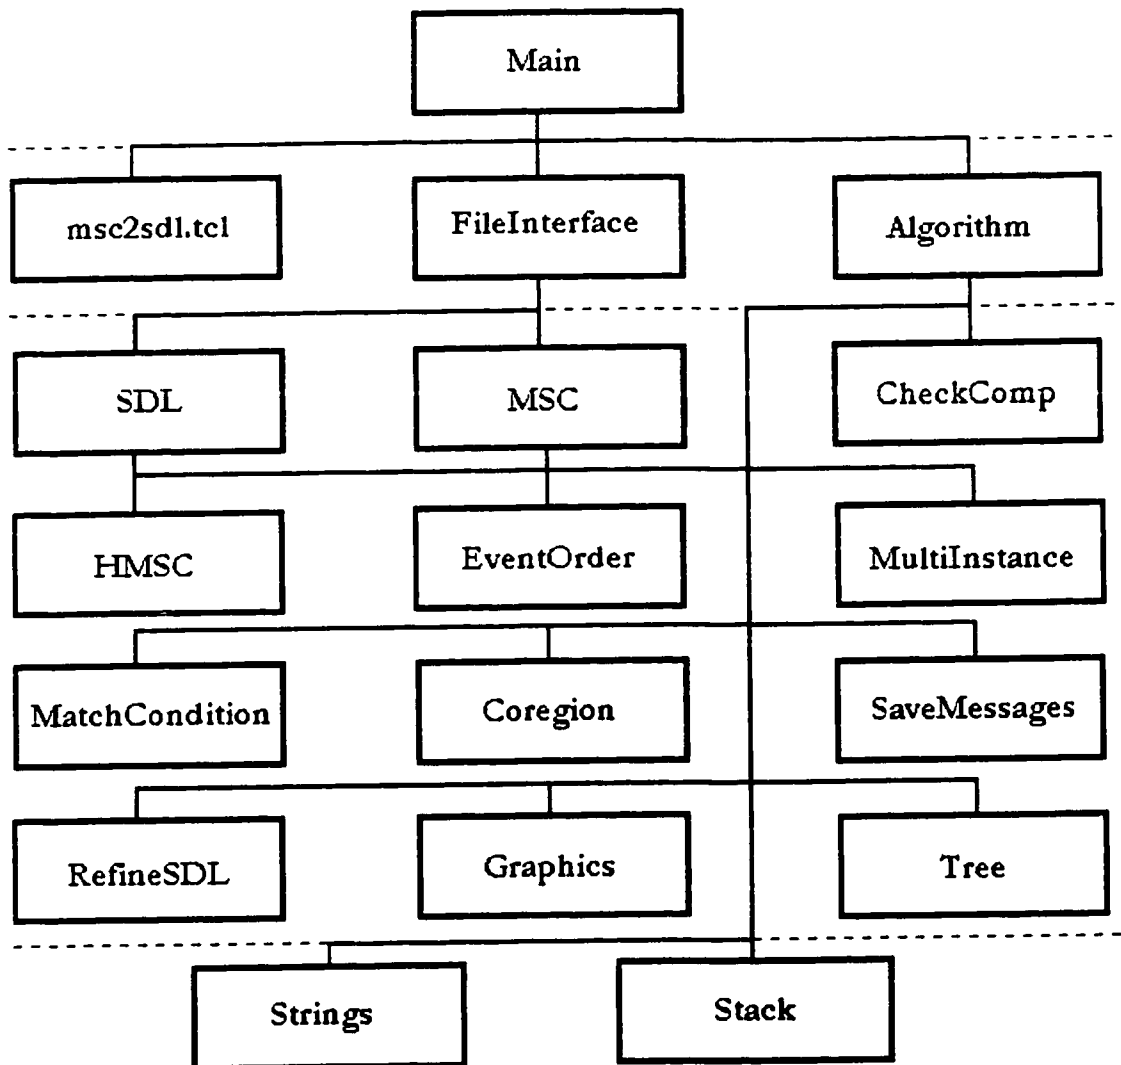 Main
msc2sdl.tcl
FileInterface
Algorithm
SDL
MSC
CheckComp
HMSC
EventOrder
MultiInstance
MatchCondition
Coregion
SaveMessages
RefineSDL
Graphics
Tree
Strings
Stack